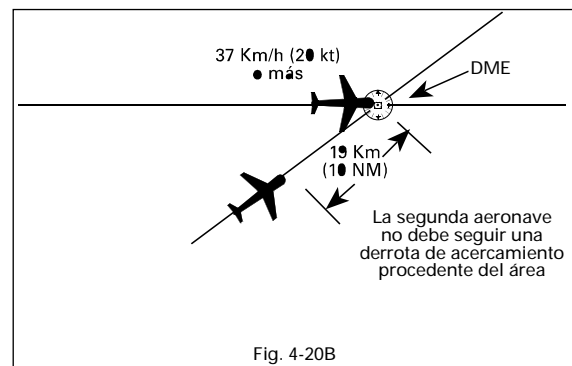 37 Km/h (20 kt)
o más
DME
19 Km
(10 NM)
La segunda aeronave
no debe seguir una
derrota de acercamiento
procedente del área
Fig. 4-20B